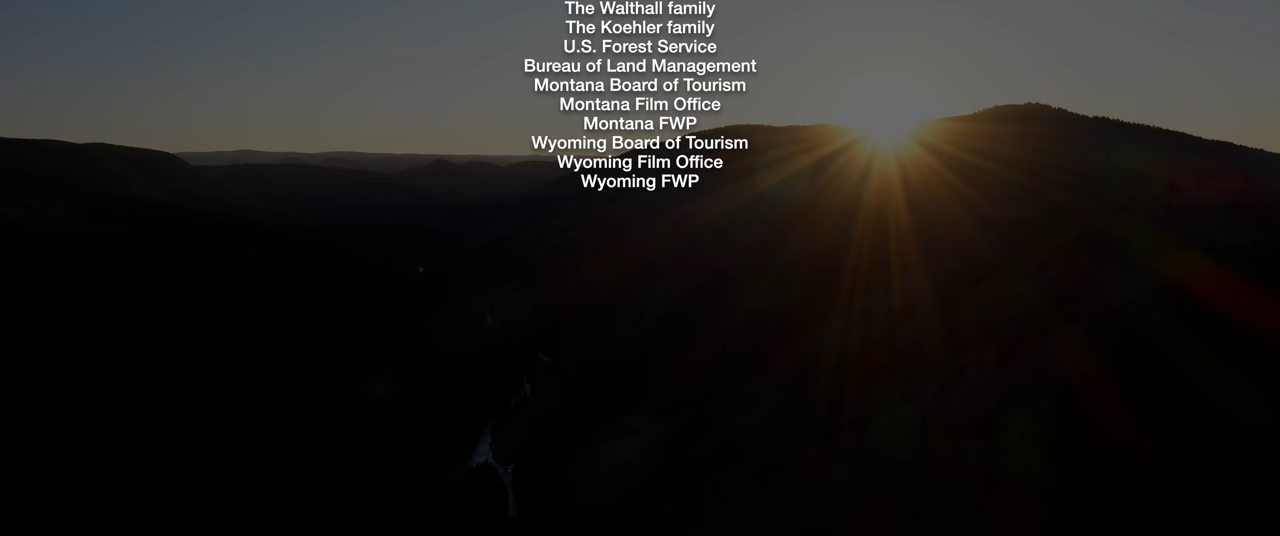 The Walthall family
The Koehler family
U.S. Forest Service
Bureau of Land Management
Montana Board of Tourism
Montana Film Office
Montana FWP
Wyoming Board of Tourism
Wyoming Film Office
Wyoming FWP